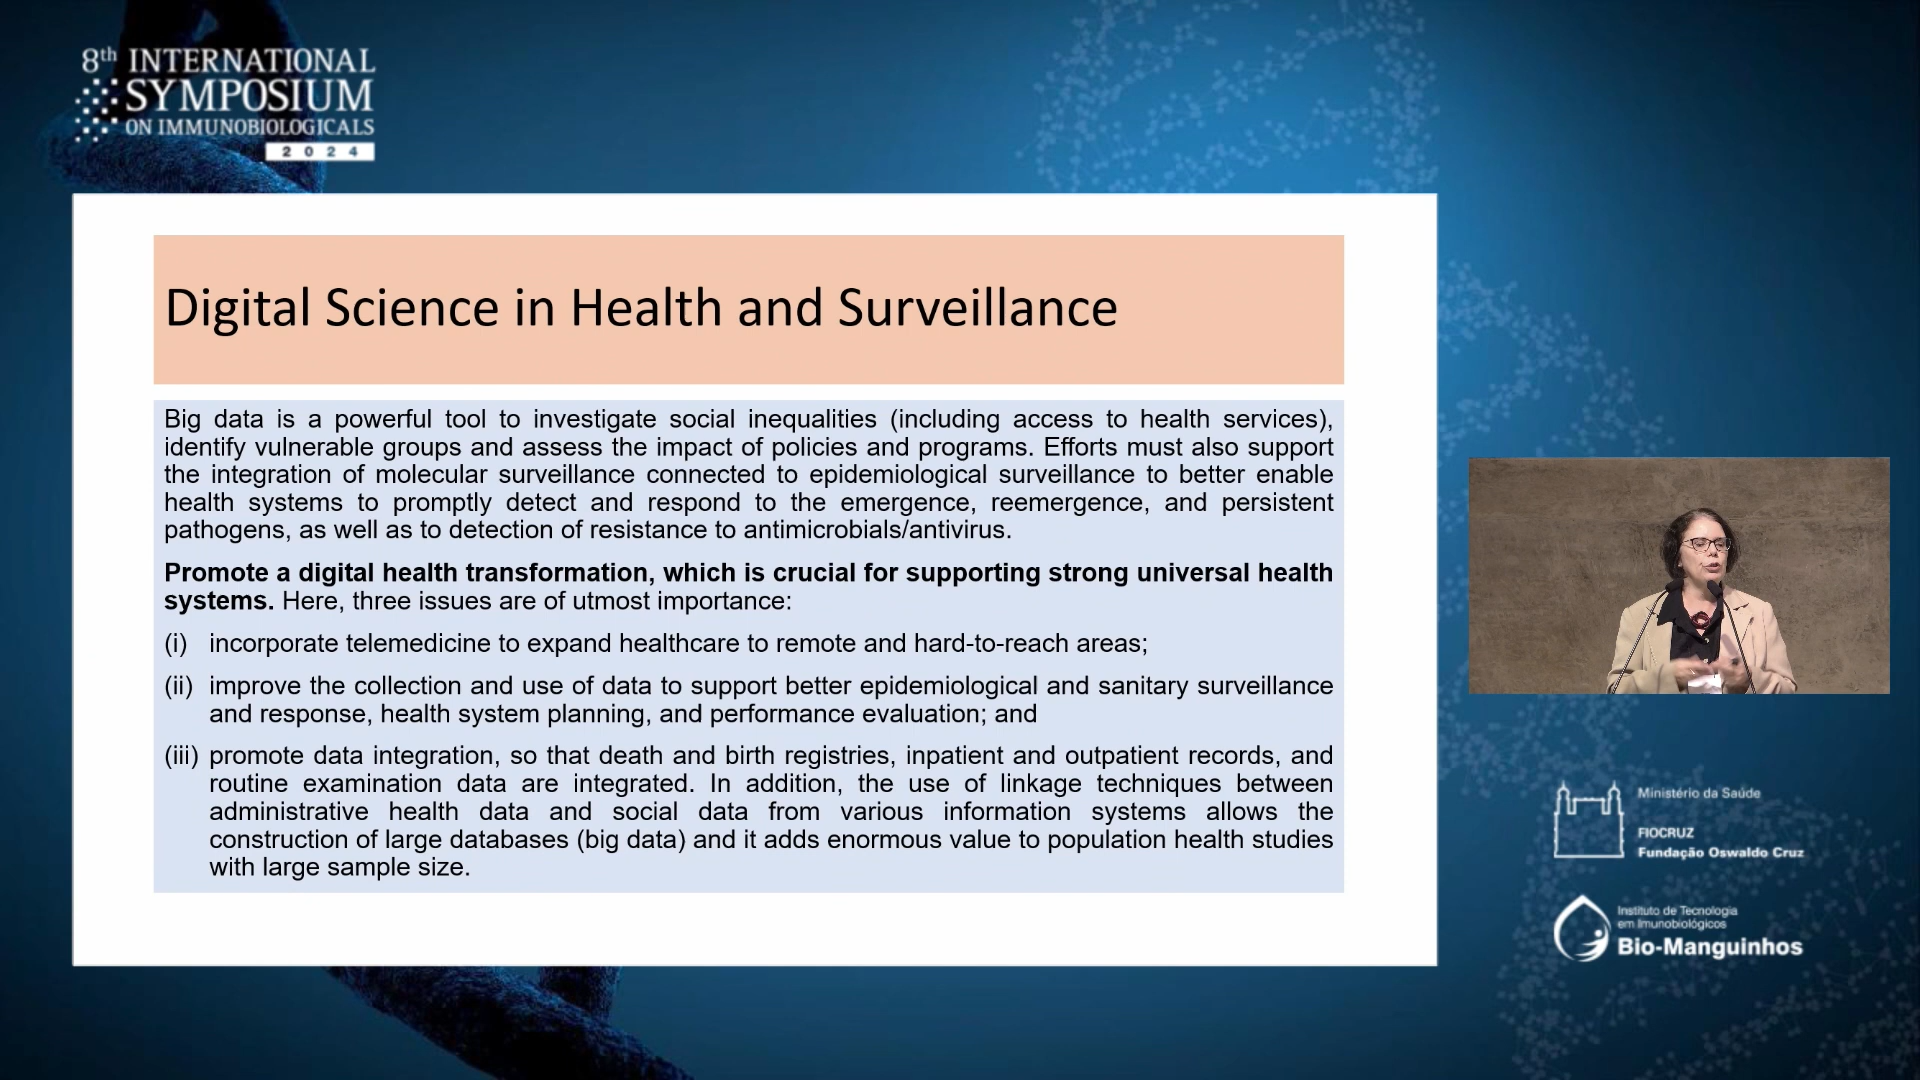 8th INTERNATIONAL
SYMPOSIUM
ON IMMUNOBIOLOGICALS
2024
Digital Science in Health and Surveillance
Big data is a powerful tool to investigate social inequalities (including access to health services),
identify vulnerable groups and assess the impact of policies and programs. Efforts must also support
the integration of molecular surveillance connected to epidemiological surveillance to better enable
health systems to promptly detect and respond to the emergence, reemergence, and persistent
pathogens, as well as to detection of resistance to antimicrobials/antivirus.
Promote a digital health transformation, which is crucial for supporting strong universal health
systems. Here, three issues are of utmost importance:
(i) incorporate telemedicine to expand healthcare to remote and hard-to-reach areas;
(ii) improve the collection and use of data to support better epidemiological and sanitary surveillance
and response, health system planning, and performance evaluation; and
(iii) promote data integration, so that death and birth registries, inpatient and outpatient records, and
routine examination data are integrated. In addition, the use of linkage techniques between
administrative health data and social data from various information systems allows the
construction of large databases (big data) and it adds enormous value to population health studies
with large sample size.
Ministério da Saúde
FIOCRUZ
Fundação Oswaldo Cruz
Instituto de Tecnologia
em Imunobiológicos
Bio-Manguinhos